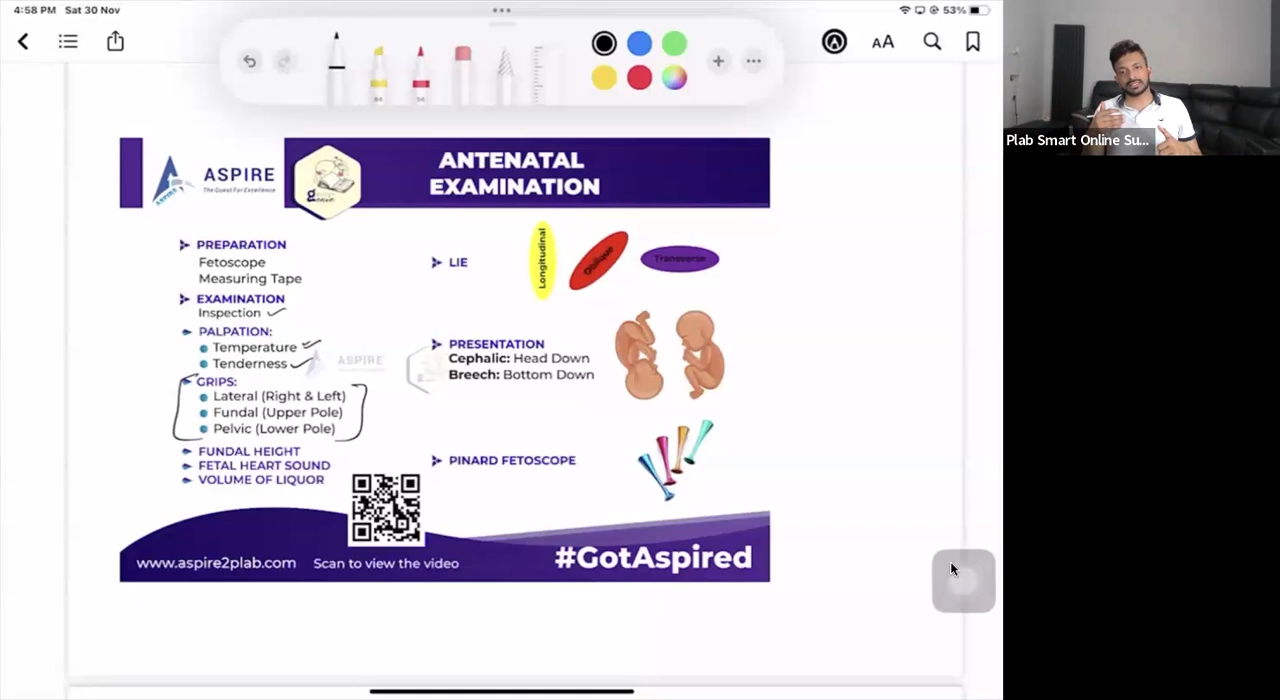 4:58 PM Sat 30 Nov
53%
AA
Plab Smart Online Su...
ASPIRE
The Quest For Excellence
ANTENATAL
EXAMINATION
PREPARATION
Fetoscope
Measuring Tape
EXAMINATION
Inspection
PALPATION:
Temperature
Tenderness
GRIPS:
Lateral (Right & Left)
Fundal (Upper Pole)
Pelvic (Lower Pole)
FUNDAL HEIGHT
FETAL HEART SOUND
VOLUME OF LIQUOR
LIE
Longitudinal
Oblique
Transverse
ASPIRE
PRESENTATION
Cephalic: Head Down
Breech: Bottom Down
PINARD FETOSCOPE
www.aspire2plab.com
Scan to view the video
#GotAspired